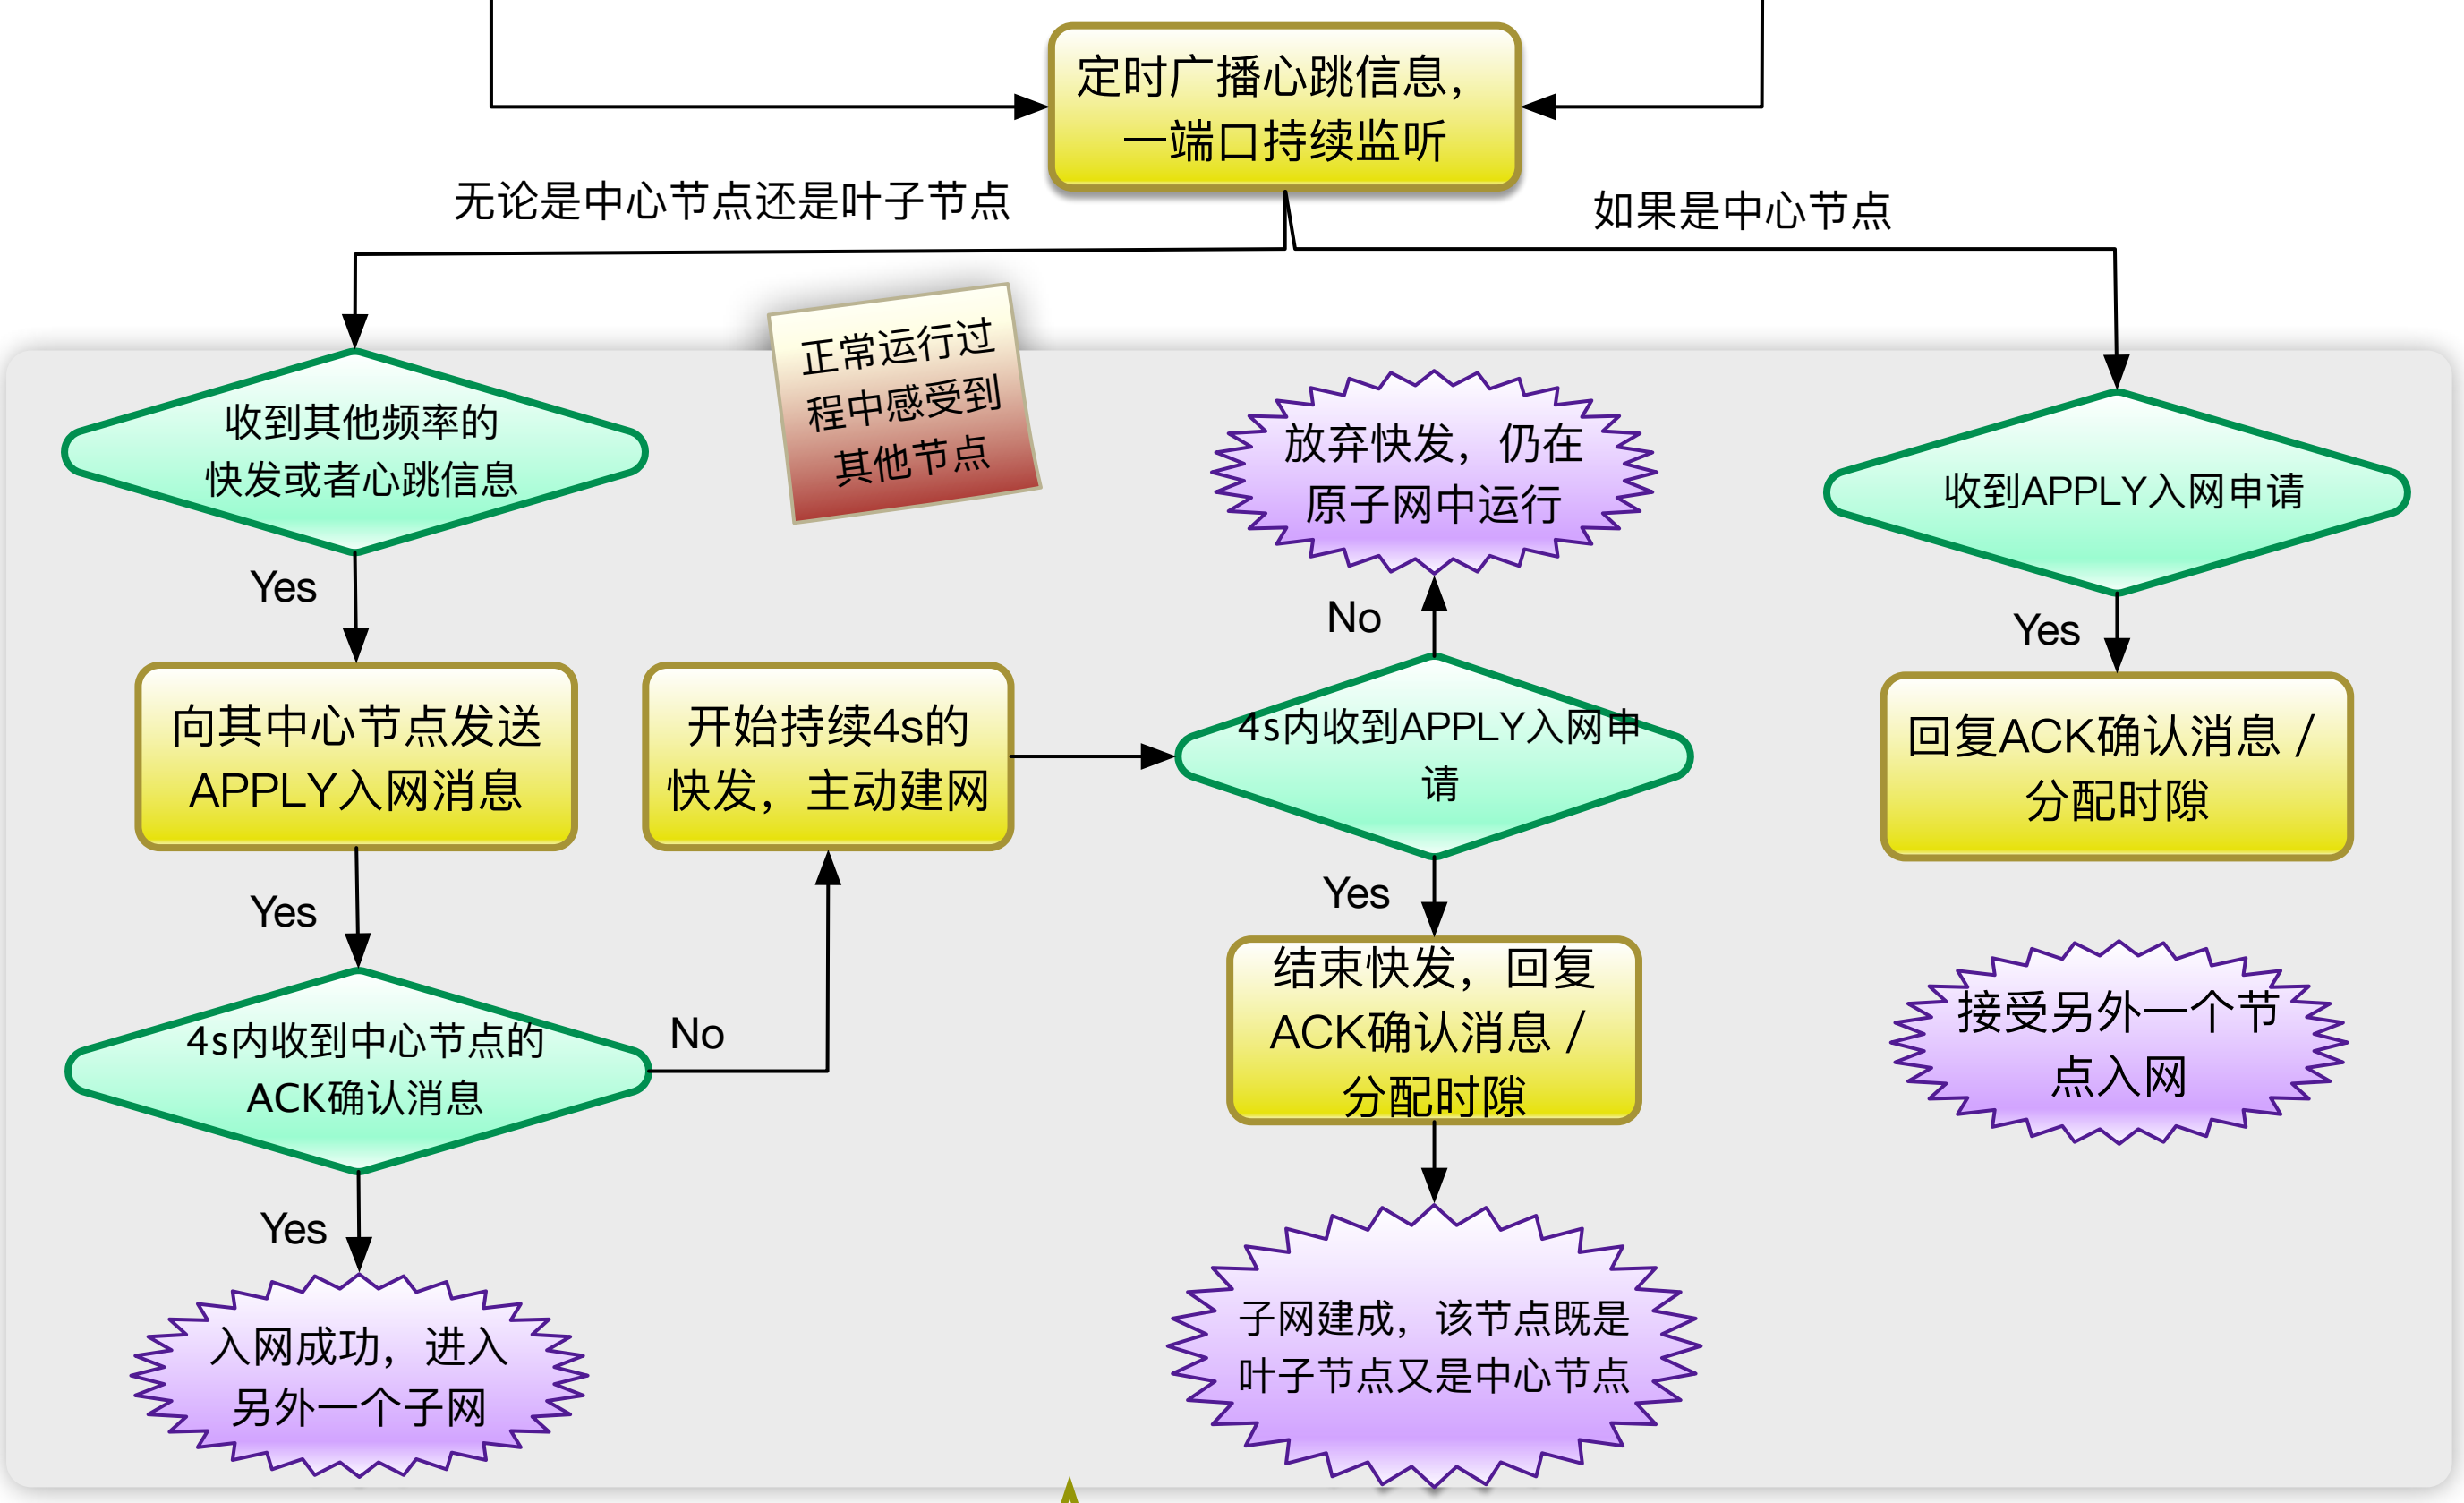 定时广播心跳信息，
一端口持续监听
无论是中心节点还是叶子节点
如果是中心节点
正常运行过
程中感受到
其他节点
收到其他频率的
快发或者心跳信息
Yes
向其中心节点发送
APPLY入网消息
Yes
4s内收到中心节点的
ACK确认消息
No
Yes
入网成功，进入
另外一个子网
开始持续4s的
快发，主动建网
放弃快发，仍在
原子网中运行
No
4s内收到APPLY入网申
请
Yes
结束快发，回复
ACK确认消息 /
分配时隙
子网建成，该节点既是
叶子节点又是中心节点
收到APPLY入网申请
Yes
回复ACK确认消息 /
分配时隙
接受另外一个节
点入网